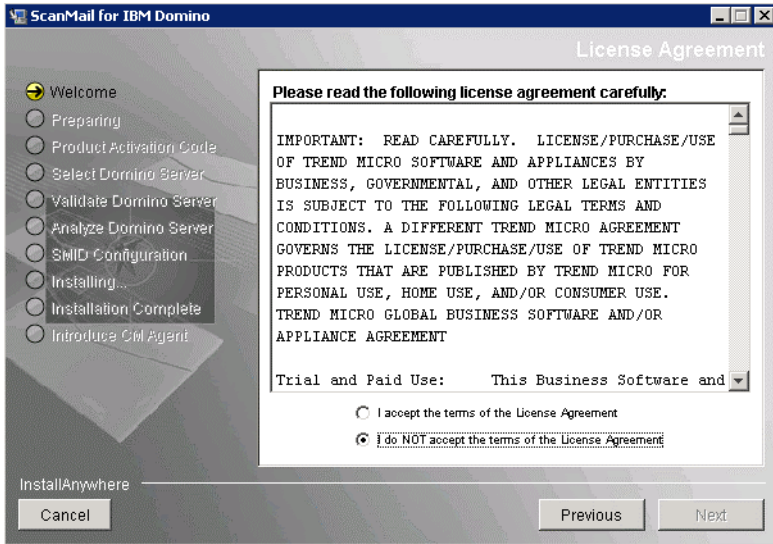 ScanMail for IBM Domino
License Agreement
Welcome
Preparing
Product Activation Code
Select Domino Server
Validate Domino Server
Analyze Domino Server
SMID Configuration
Installing...
Installation Complete
Introduce CM Agent
Please read the following license agreement carefully:
IMPORTANT: READ CAREFULLY. LICENSE/PURCHASE/USE
OF TREND MICRO SOFTWARE AND APPLIANCES BY
BUSINESS, GOVERNMENTAL, AND OTHER LEGAL ENTITIES
IS SUBJECT TO THE FOLLOWING LEGAL TERMS AND
CONDITIONS. A DIFFERENT TREND MICRO AGREEMENT
GOVERNS THE LICENSE/PURCHASE/USE OF TREND MICRO
PRODUCTS THAT ARE PUBLISHED BY TREND MICRO FOR
PERSONAL USE, HOME USE, AND/OR CONSUMER USE.
TREND MICRO GLOBAL BUSINESS SOFTWARE AND/OR
APPLIANCE AGREEMENT
Trial and Paid Use: This Business Software and
I accept the terms of the License Agreement
I do NOT accept the terms of the License Agreement
InstallAnywhere
Cancel
Previous
Next